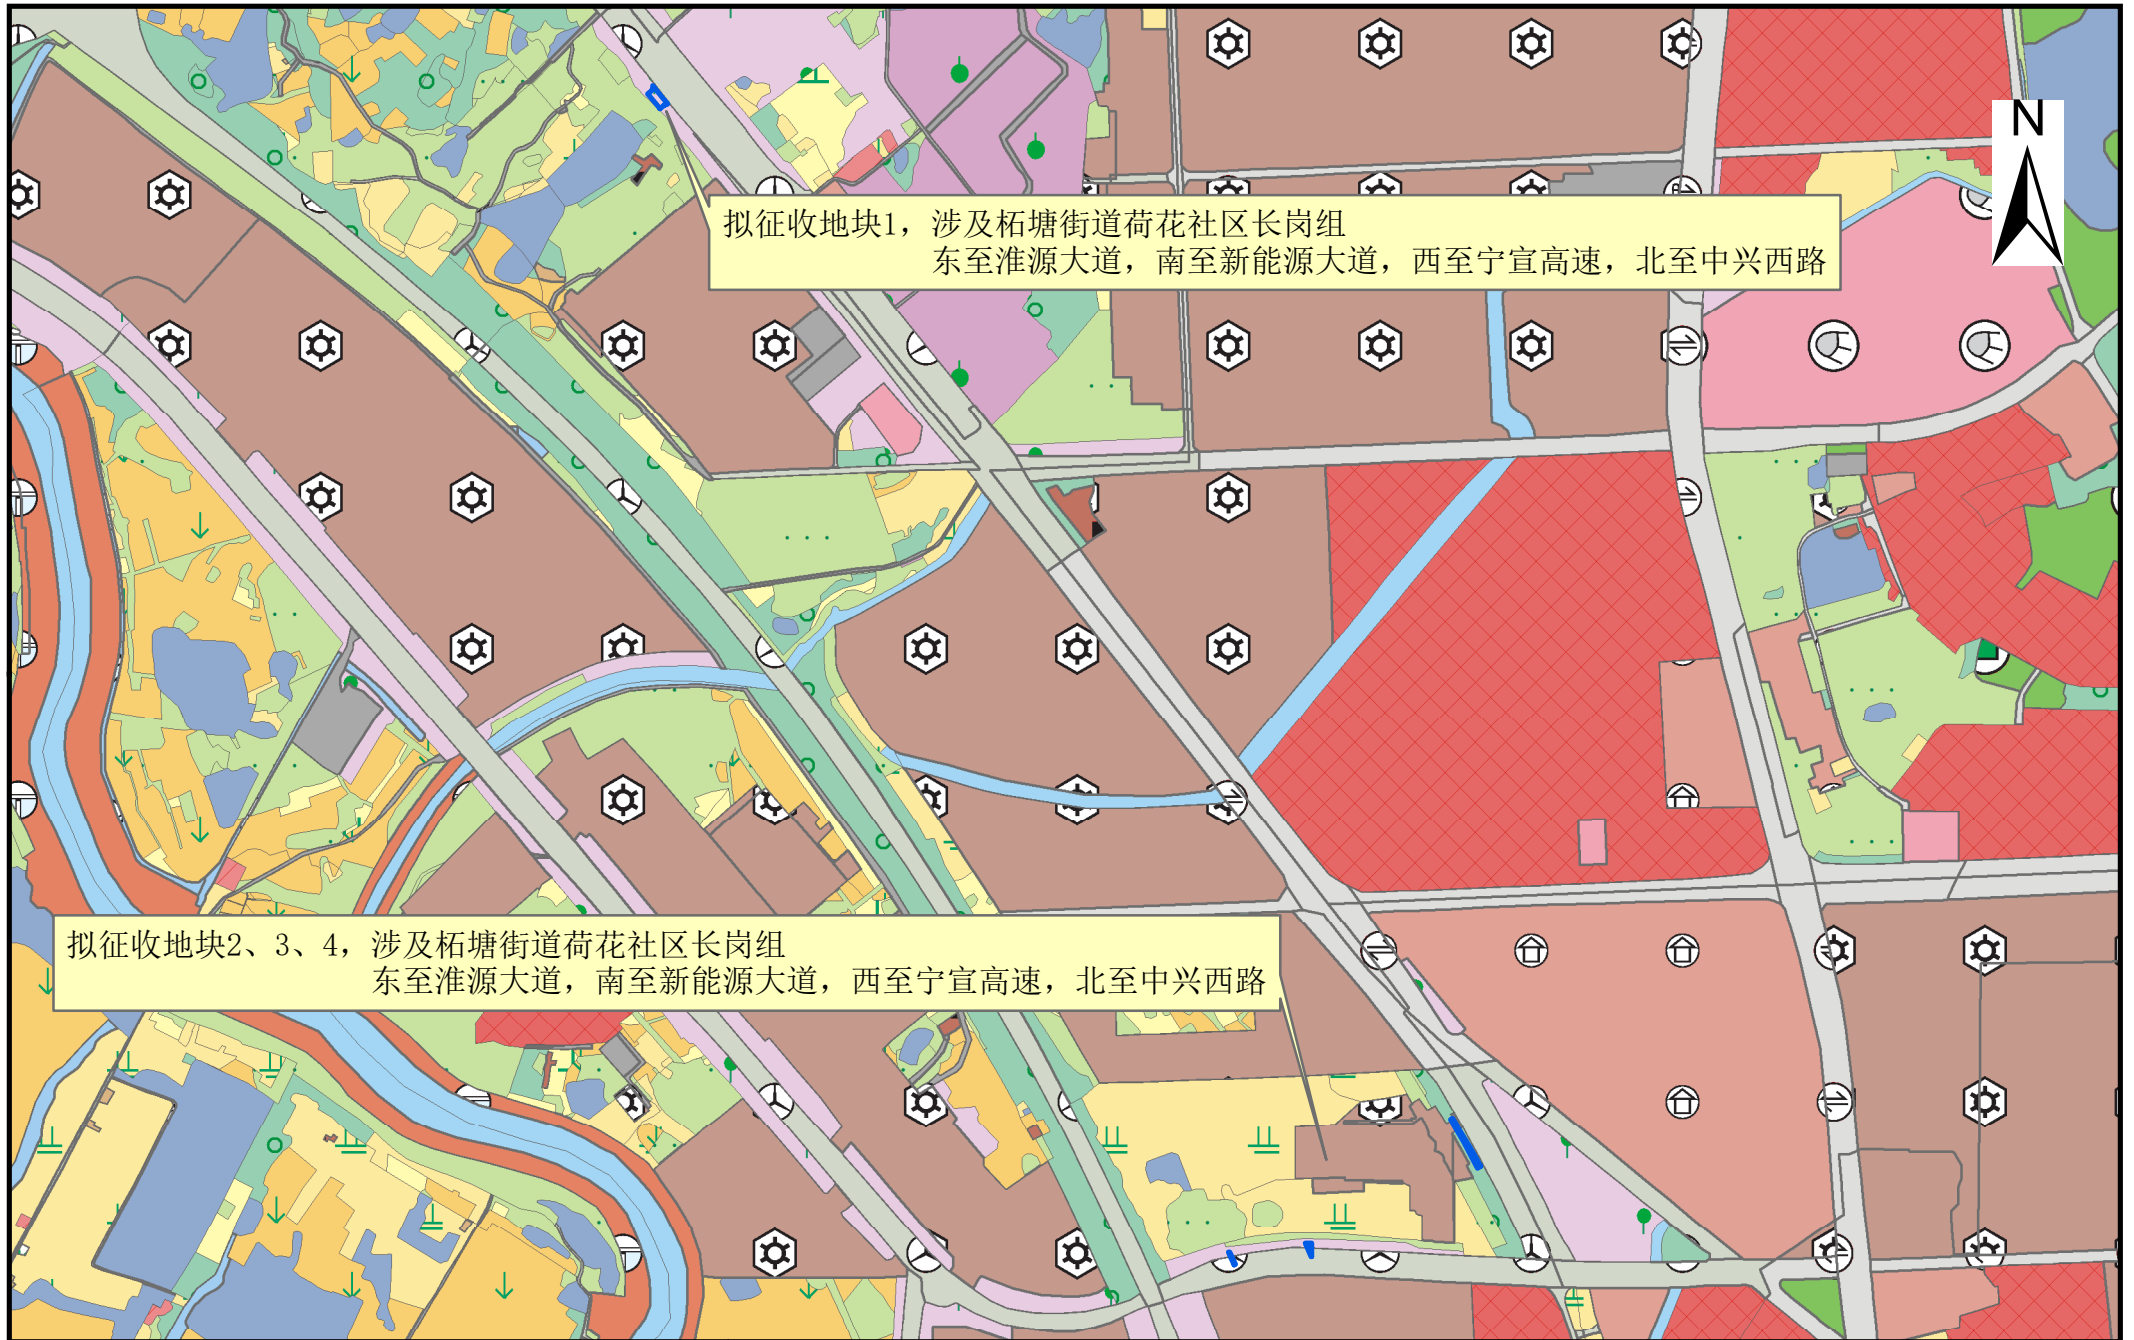 N
拟征收地块1，涉及柘塘街道荷花社区长岗组
东至淮源大道，南至新能源大道，西至宁宣高速，北至中兴西路
拟征收地块2、3、4，涉及柘塘街道荷花社区长岗组
东至淮源大道，南至新能源大道，西至宁宣高速，北至中兴西路